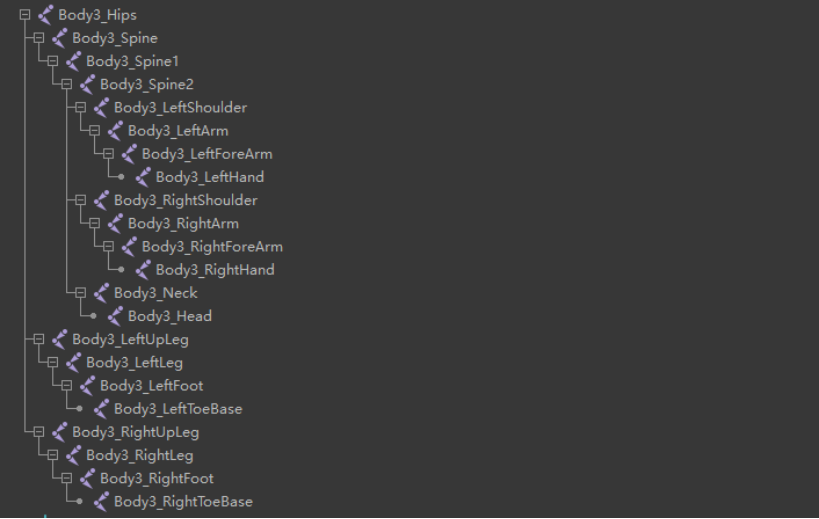 Body3_Hips
Body3_Spine
Body3_Spine1
Body3_Spine2
Body3_LeftShoulder
Body3_LeftArm
Body3_LeftForeArm
Body3_LeftHand
Body3_RightShoulder
Body3_RightArm
Body3_RightForeArm
Body3_RightHand
Body3_Neck
Body3_Head
Body3_LeftUpLeg
Body3_LeftLeg
Body3_LeftFoot
Body3_LeftToeBase
Body3_RightUpLeg
Body3_RightLeg
Body3_RightFoot
Body3_RightToeBase